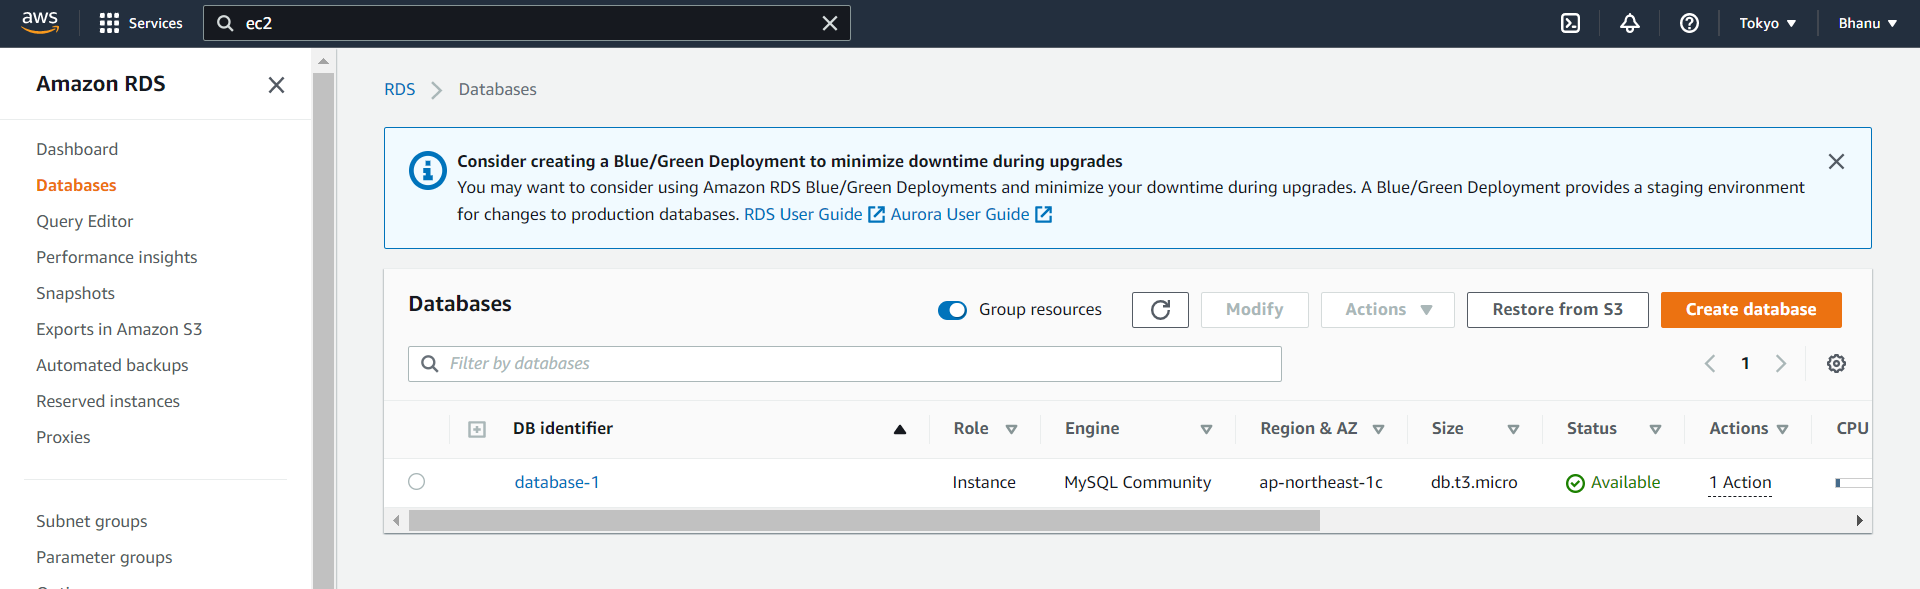 aws Services ec2 Tokyo Bhanu
Amazon RDS
Dashboard
Databases
Query Editor
Performance insights
Snapshots
Exports in Amazon S3
Automated backups
Reserved instances
Proxies
Subnet groups
Parameter groups
RDS Databases
Consider creating a Blue/Green Deployment to minimize downtime during upgrades
You may want to consider using Amazon RDS Blue/Green Deployments and minimize your downtime during upgrades. A Blue/Green Deployment provides a staging environment
for changes to production databases. RDS User Guide Aurora User Guide
Databases Group resources Modify Actions Restore from S3 Create database
Filter by databases 1
DB identifier Role Engine Region & AZ Size Status Actions CPU
database-1 Instance MySQL Community ap-northeast-1c db.t3.micro Available 1 Action